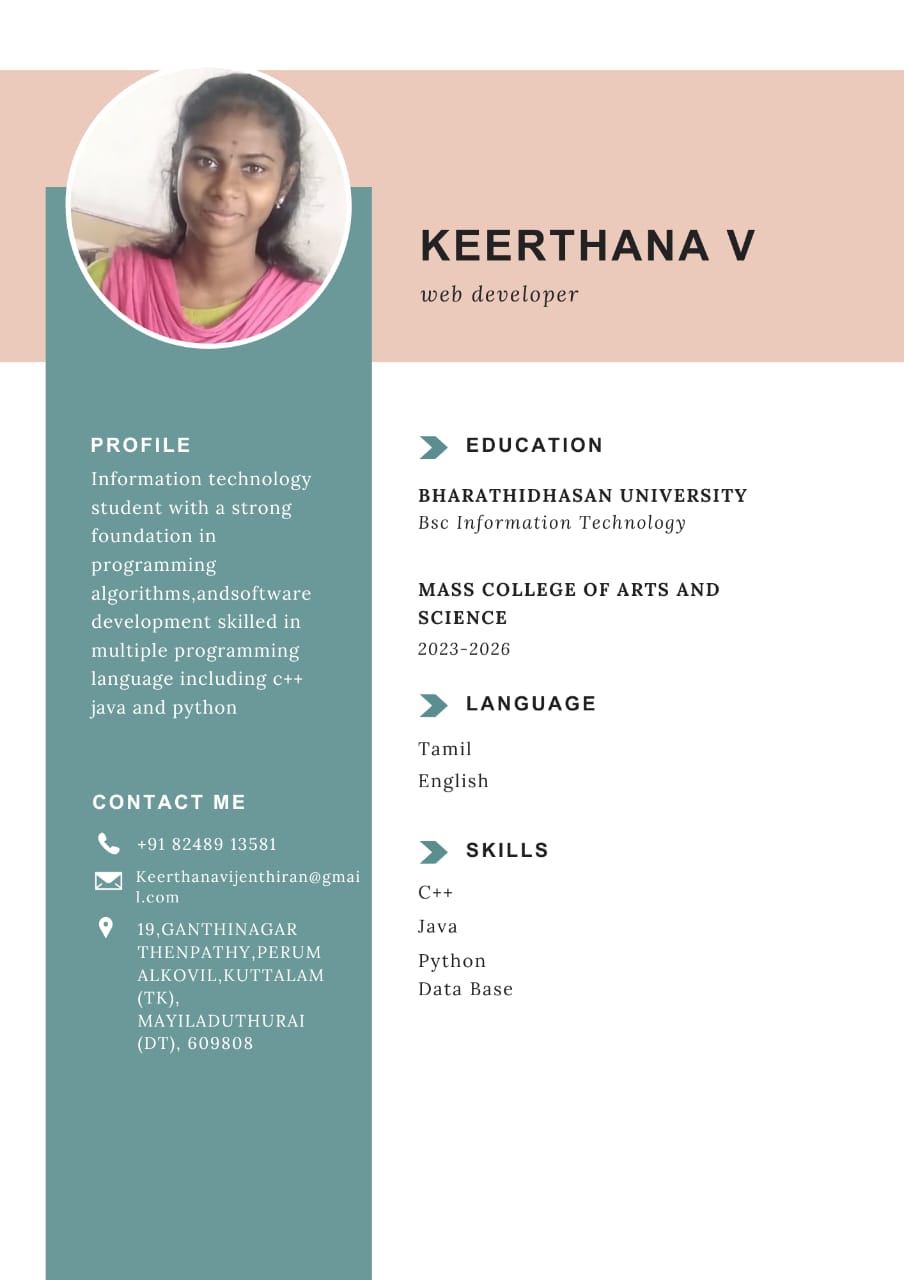 KEERTHANA V
web developer
PROFILE
Information technology
student with a strong
foundation in
programming
algorithms,andsoftware
development skilled in
multiple programming
language including c++
java and python
CONTACT ME
+91 82489 13581
Keerthanavijenthiran@gmai
l.com
19,GANTHINAGAR
THENPATHY,PERUM
ALKOVIL,KUTTALAM
(TK),
MAYILADUTHURAI
(DT), 609808
EDUCATION
BHARATHIDHASAN UNIVERSITY
Bsc Information Technology
MASS COLLEGE OF ARTS AND
SCIENCE
2023-2026
LANGUAGE
Tamil
English
SKILLS
C++
Java
Python
Data Base